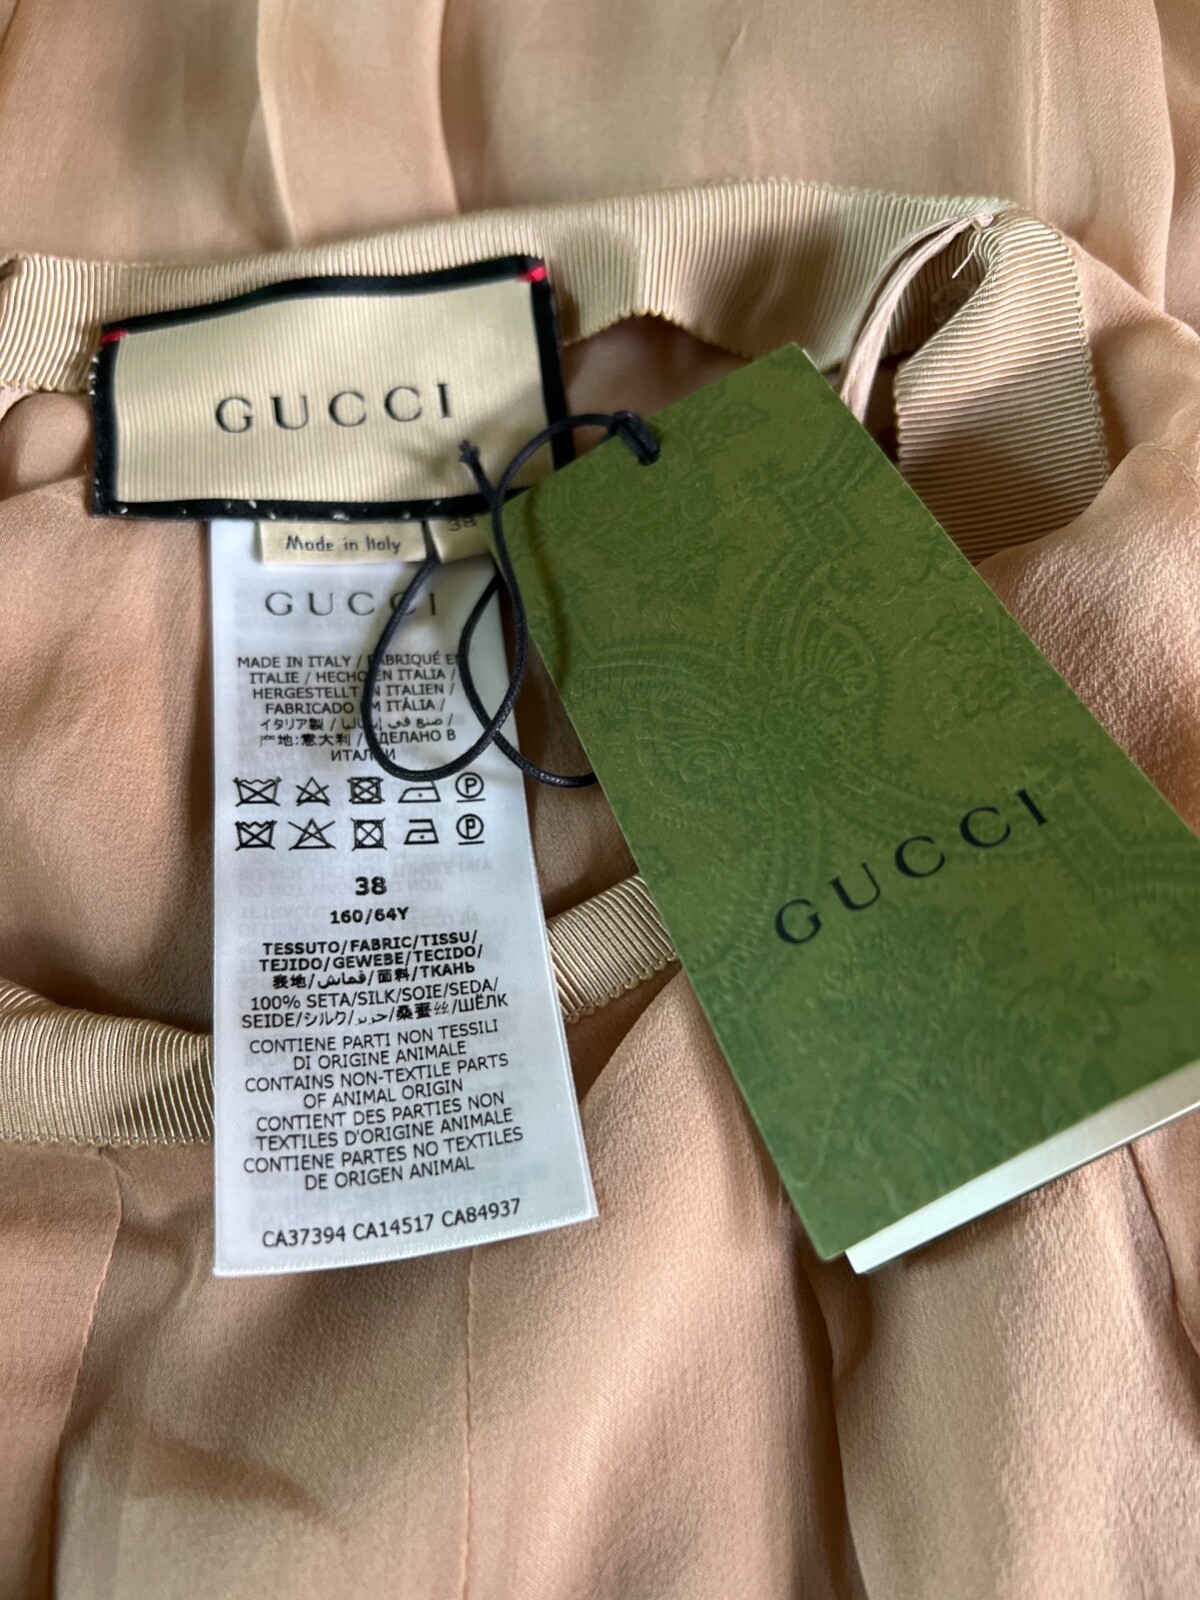 GUCCI
Made in Italy
38
GUCCI
MADE IN ITALY / FABRIQUÉ EN
ITALIE / HECHO EN ITALIA /
HERGESTELLT IN ITALIEN /
FABRICADO EM ITÁLIA /
イタリア製 / صنع في إيطاليا /
产地:意大利 / СДЕЛАНО В
ИТАЛИИ
38
160/64Y
TESSUTO/FABRIC/TISSU/
TEJIDO/GEWEBE/TECIDO/
表地/قماش/面料/ТКАНЬ
100% SETA/SILK/SOIE/SEDA/
SEIDE/シルク/حرير/桑蚕丝/ШЁЛК
CONTIENE PARTI NON TESSILI
DI ORIGINE ANIMALE
CONTAINS NON-TEXTILE PARTS
OF ANIMAL ORIGIN
CONTIENT DES PARTIES NON
TEXTILES D'ORIGINE ANIMALE
CONTIENE PARTES NO TEXTILES
DE ORIGEN ANIMAL
CA37394 CA14517 CA84937
GUCCI